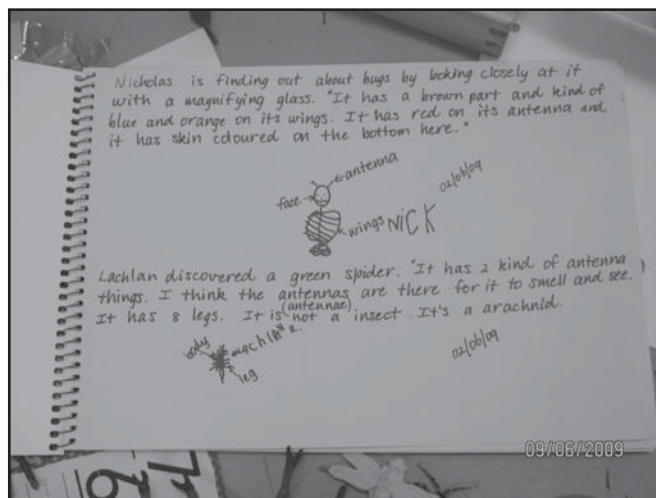 Nicholas is finding out about bugs by looking closely at it
with a magnifying glass. "It has a brown part and kind of
blue and orange on its wings. It has red on its antenna and
it has skin coloured on the bottom here."
antenna
face
02/06/09
wings NICK
Lachlan discovered a green spider. "It has 2 kind of antenna
things. I think the antennas are there for it to smell and see.
(antennae)
It has 8 legs. It is not a insect. It's a arachnid.
body
leg
02/06/09
09/06/2009